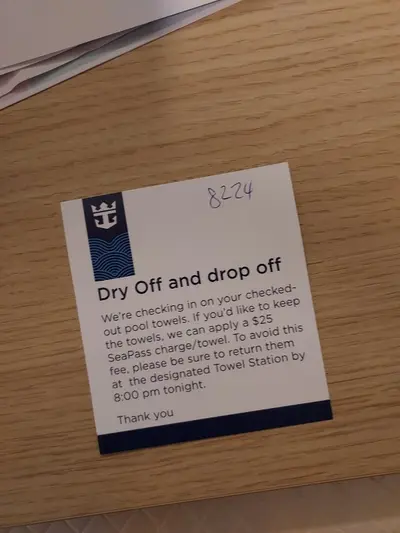 8224
Dry Off and drop off
We're checking in on your checked-
out pool towels. If you'd like to keep
the towels, we can apply a $25
SeaPass charge/towel. To avoid this
fee, please be sure to return them
at the designated Towel Station by
8:00 pm tonight.
Thank you